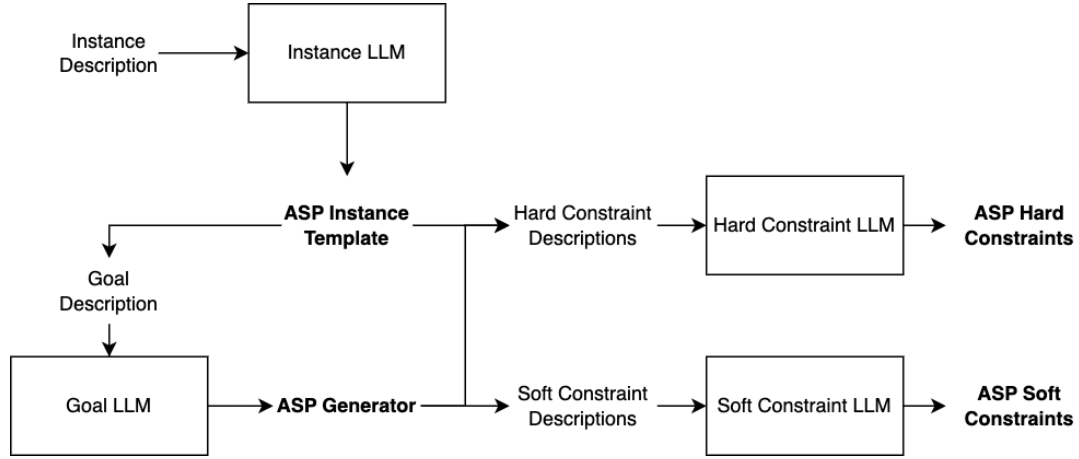 Instance
Description
Instance LLM
ASP Instance
Template
Hard Constraint
Descriptions
Hard Constraint LLM
ASP Hard
Constraints
Goal
Description
Goal LLM
ASP Generator
Soft Constraint
Descriptions
Soft Constraint LLM
ASP Soft
Constraints